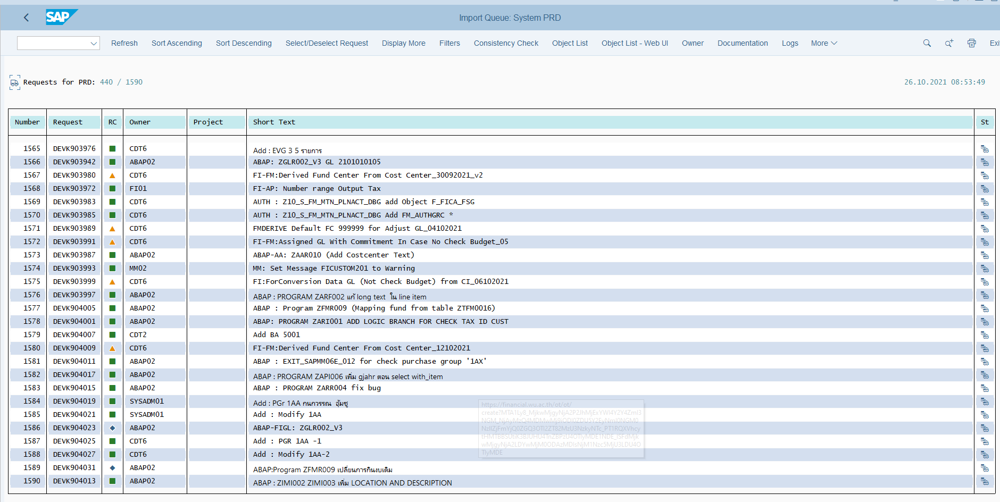 SAP
Import Queue: System PRD
Refresh Sort Ascending Sort Descending Select/Deselect Request Display More Filters Consistency Check Object List Object List - Web UI Owner Documentation Logs More Exi
Requests for PRD: 440 / 1590 26.10.2021 08:53:49
Number Request RC Owner Project Short Text St
1565 DEVK903976 CDT6 Add : EVG 3 5 รายการ
1566 DEVK903942 ABAP02 ABAP: ZGLR002_V3 GL 2101010105
1567 DEVK903980 CDT6 FI-FM:Derived Fund Center From Cost Center_30092021_v2
1568 DEVK903972 FI01 FI-AP: Number range Output Tax
1569 DEVK903983 CDT6 AUTH : Z10_S_FM_MTN_PLNACT_DBG add Object F_FICA_FSG
1570 DEVK903985 CDT6 AUTH : Z10_S_FM_MTN_PLNACT_DBG Add FM_AUTHGRC *
1571 DEVK903989 CDT6 FMDERIVE Default FC 999999 for Adjust GL_04102021
1572 DEVK903991 CDT6 FI-FM:Assigned GL With Commitment In Case No Check Budget_05
1573 DEVK903987 ABAP02 ABAP-AA: ZAAR010 (Add Costcenter Text)
1574 DEVK903993 MM02 MM: Set Message FICUSTOM201 to Warning
1575 DEVK903999 CDT6 FI:ForConversion Data GL (Not Check Budget) from CI_06102021
1576 DEVK903997 ABAP02 ABAP : PROGRAM ZARF002 แก้ long text ใน line item
1577 DEVK904005 ABAP02 ABAP : Program ZFMR009 (Mapping fund from table ZTFM0016)
1578 DEVK904001 ABAP02 ABAP: PROGRAM ZARI001 ADD LOGIC BRANCH FOR CHECK TAX ID CUST
1579 DEVK904007 CDT2 Add BA 5001
1580 DEVK904009 CDT6 FI-FM:Derived Fund Center From Cost Center_12102021
1581 DEVK904011 ABAP02 ABAP : EXIT_SAPMM06E_012 for check purchase group '1AX'
1582 DEVK904017 ABAP02 ABAP : PROGRAM ZAPI006 เพิ่ม gjahr ตอน select with_item
1583 DEVK904015 ABAP02 ABAP : PROGRAM ZARR004 fix bug
1584 DEVK904019 SYSADM01 Add : PGr 1AA กนกวรรณ อุ้มชู
1585 DEVK904021 SYSADM01 Add : Modify 1AA
1586 DEVK904023 ABAP02 ABAP-FIGL: ZGLR002_V3
1587 DEVK904025 CDT6 Add : PGR 1AA -1
1588 DEVK904027 CDT6 Add : Modify 1AA-2
1589 DEVK904031 ABAP02 ABAP:Program ZFMR009 เปลี่ยนการกินงบเดิม
1590 DEVK904013 ABAP02 ABAP : ZIMI002 ZIMI003 เพิ่ม LOCATION AND DESCRIPTION
https://financial.wu.ac.th/ot/ot/
TIyMDE